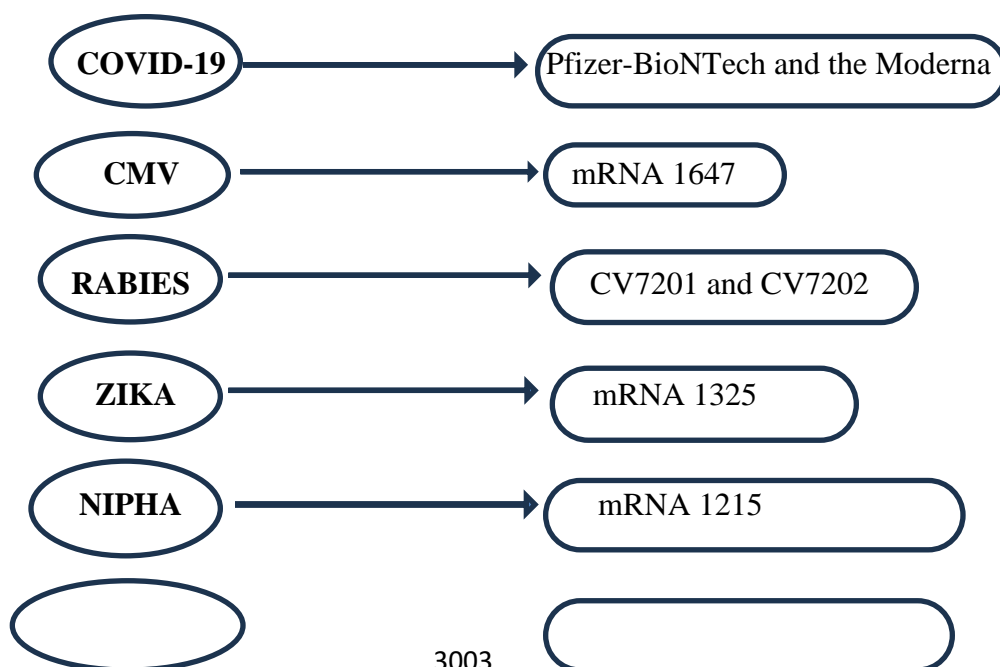 COVID-19 Pfizer-BioNTech and the Moderna
CMV mRNA 1647
RABIES CV7201 and CV7202
ZIKA mRNA 1325
NIPHA mRNA 1215
3003